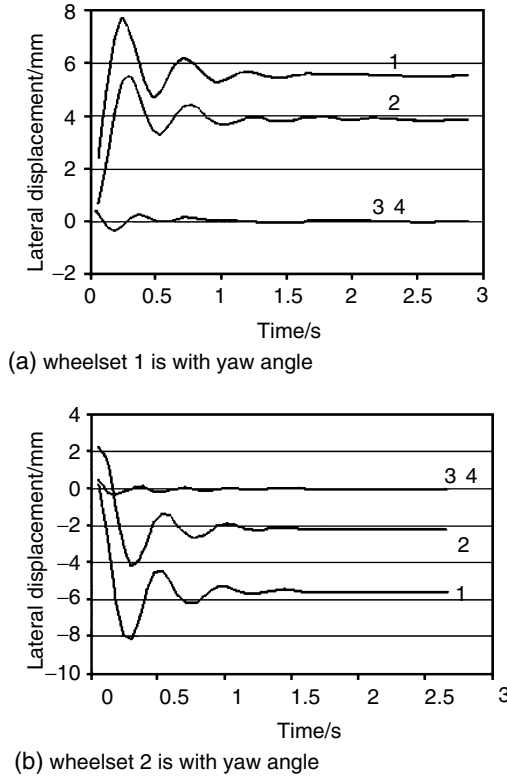 8
6
4
2
0
−2
Lateral displacement/mm
1
2
3 4
0 0.5 1 1.5 2 2.5 3
Time/s
(a) wheelset 1 is with yaw angle
4
2
0
−2
−4
−6
−8
−10
Lateral displacement/mm
3 4
2
1
0 0.5 1 1.5 2 2.5 3
Time/s
(b) wheelset 2 is with yaw angle